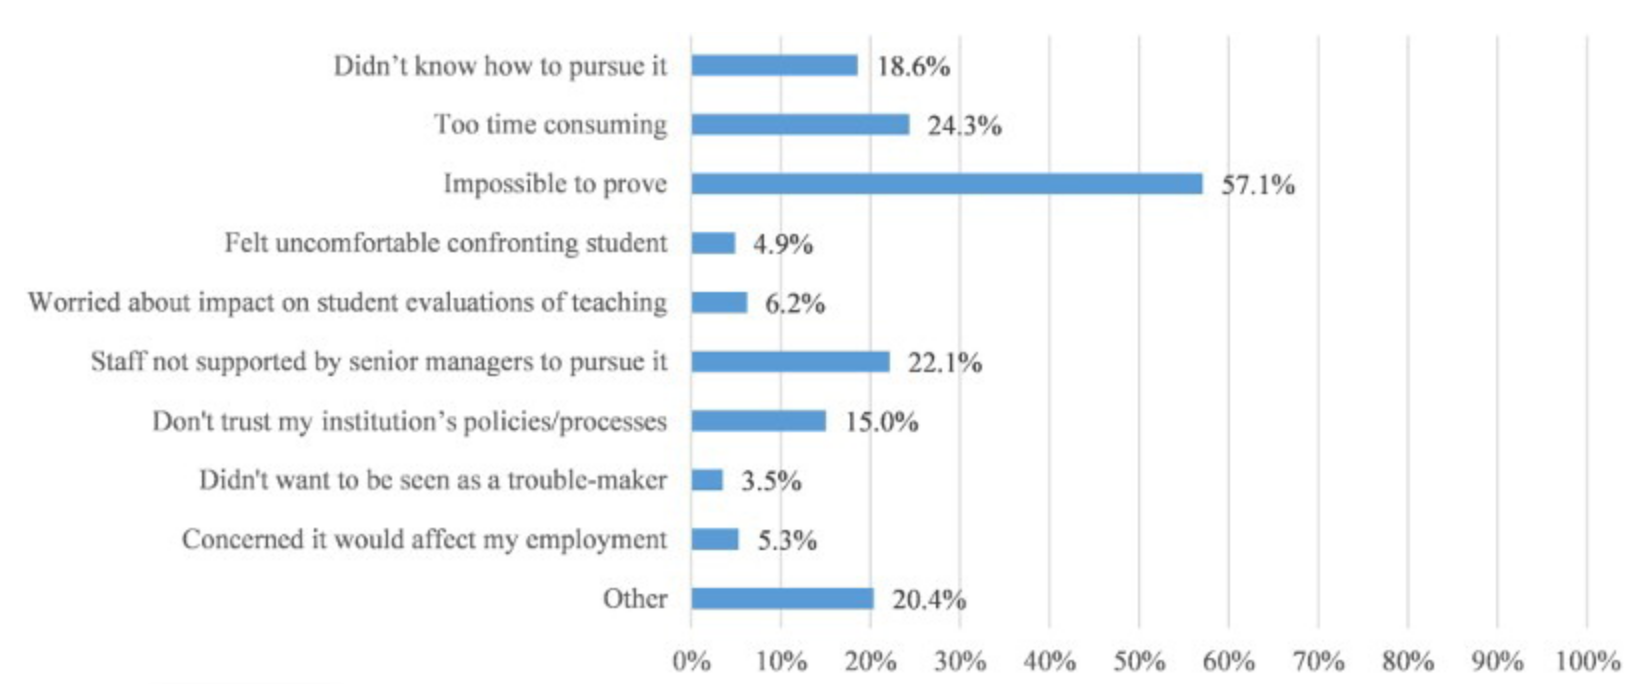 Didn’t know how to pursue it 18.6%
Too time consuming 24.3%
Impossible to prove 57.1%
Felt uncomfortable confronting student 4.9%
Worried about impact on student evaluations of teaching 6.2%
Staff not supported by senior managers to pursue it 22.1%
Don't trust my institution’s policies/processes 15.0%
Didn't want to be seen as a trouble-maker 3.5%
Concerned it would affect my employment 5.3%
Other 20.4%
0% 10% 20% 30% 40% 50% 60% 70% 80% 90% 100%